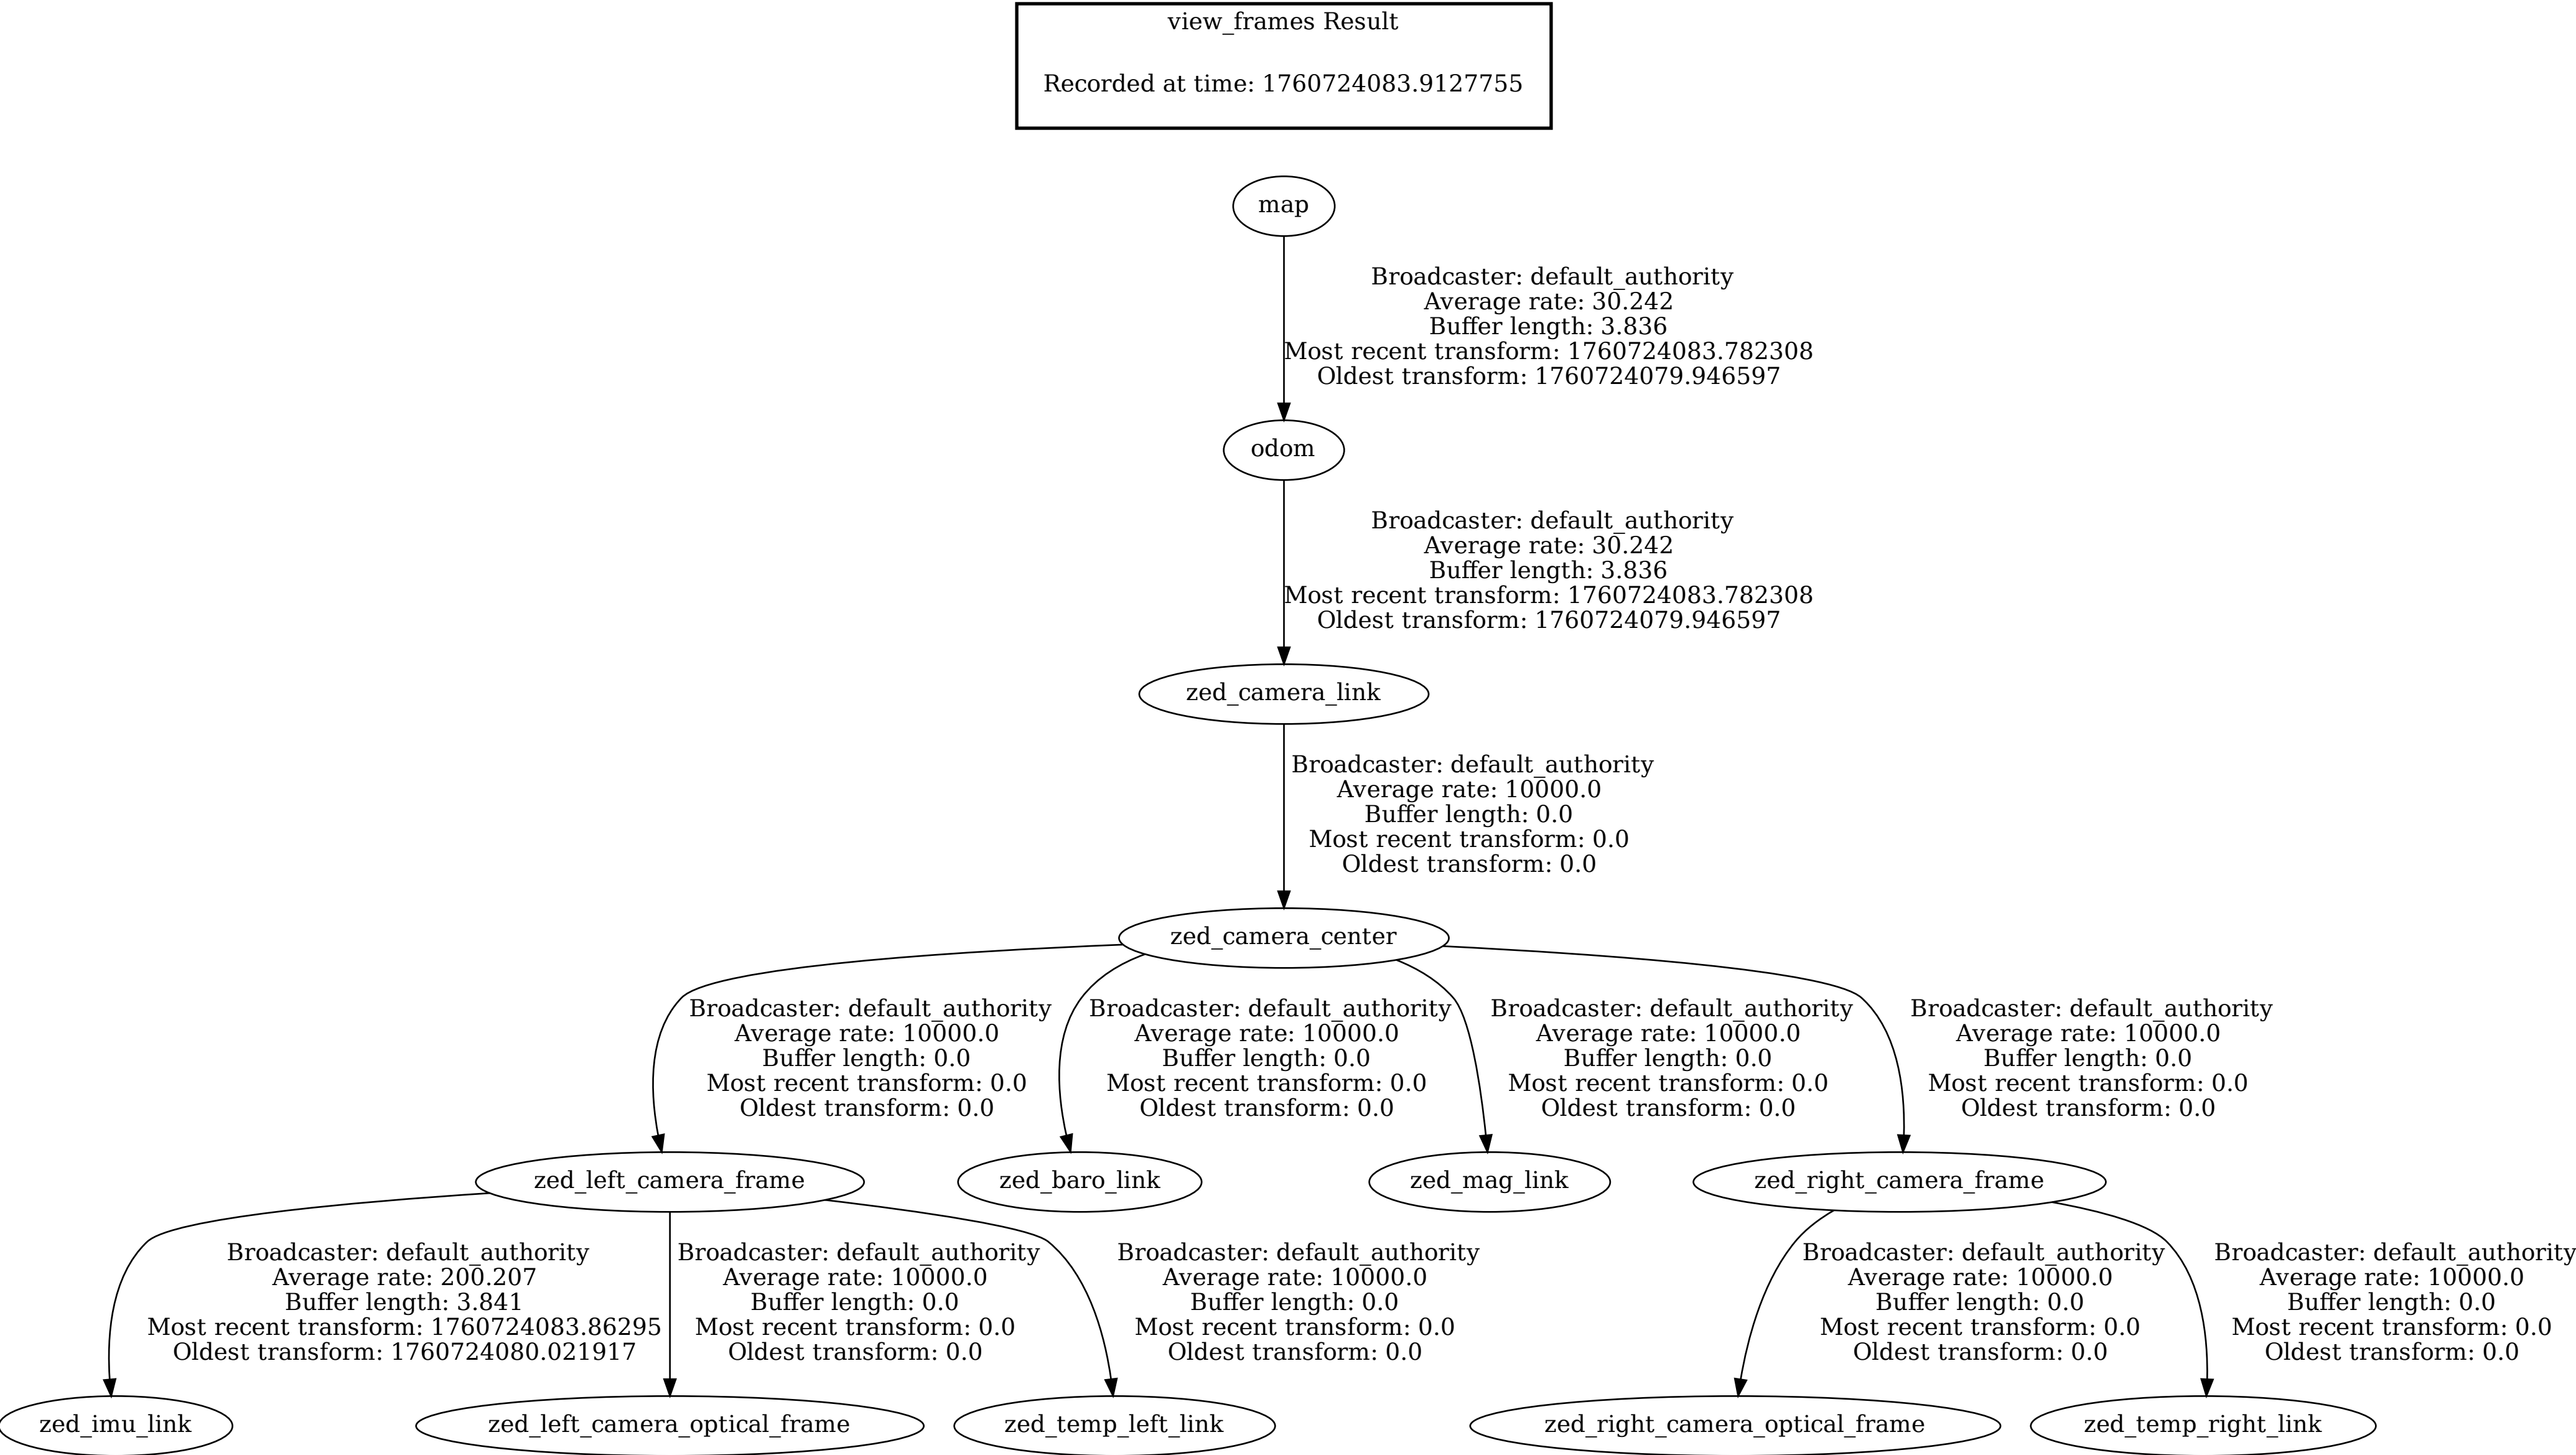 view_frames Result
Recorded at time: 1760724083.9127755
map
Broadcaster: default_authority
Average rate: 30.242
Buffer length: 3.836
Most recent transform: 1760724083.782308
Oldest transform: 1760724079.946597
odom
Broadcaster: default_authority
Average rate: 30.242
Buffer length: 3.836
Most recent transform: 1760724083.782308
Oldest transform: 1760724079.946597
zed_camera_link
Broadcaster: default_authority
Average rate: 10000.0
Buffer length: 0.0
Most recent transform: 0.0
Oldest transform: 0.0
zed_camera_center
Broadcaster: default_authority
Average rate: 10000.0
Buffer length: 0.0
Most recent transform: 0.0
Oldest transform: 0.0
Broadcaster: default_authority
Average rate: 10000.0
Buffer length: 0.0
Most recent transform: 0.0
Oldest transform: 0.0
Broadcaster: default_authority
Average rate: 10000.0
Buffer length: 0.0
Most recent transform: 0.0
Oldest transform: 0.0
Broadcaster: default_authority
Average rate: 10000.0
Buffer length: 0.0
Most recent transform: 0.0
Oldest transform: 0.0
zed_left_camera_frame
zed_baro_link
zed_mag_link
zed_right_camera_frame
Broadcaster: default_authority
Average rate: 200.207
Buffer length: 3.841
Most recent transform: 1760724083.86295
Oldest transform: 1760724080.021917
Broadcaster: default_authority
Average rate: 10000.0
Buffer length: 0.0
Most recent transform: 0.0
Oldest transform: 0.0
Broadcaster: default_authority
Average rate: 10000.0
Buffer length: 0.0
Most recent transform: 0.0
Oldest transform: 0.0
Broadcaster: default_authority
Average rate: 10000.0
Buffer length: 0.0
Most recent transform: 0.0
Oldest transform: 0.0
Broadcaster: default_authority
Average rate: 10000.0
Buffer length: 0.0
Most recent transform: 0.0
Oldest transform: 0.0
zed_imu_link
zed_left_camera_optical_frame
zed_temp_left_link
zed_right_camera_optical_frame
zed_temp_right_link